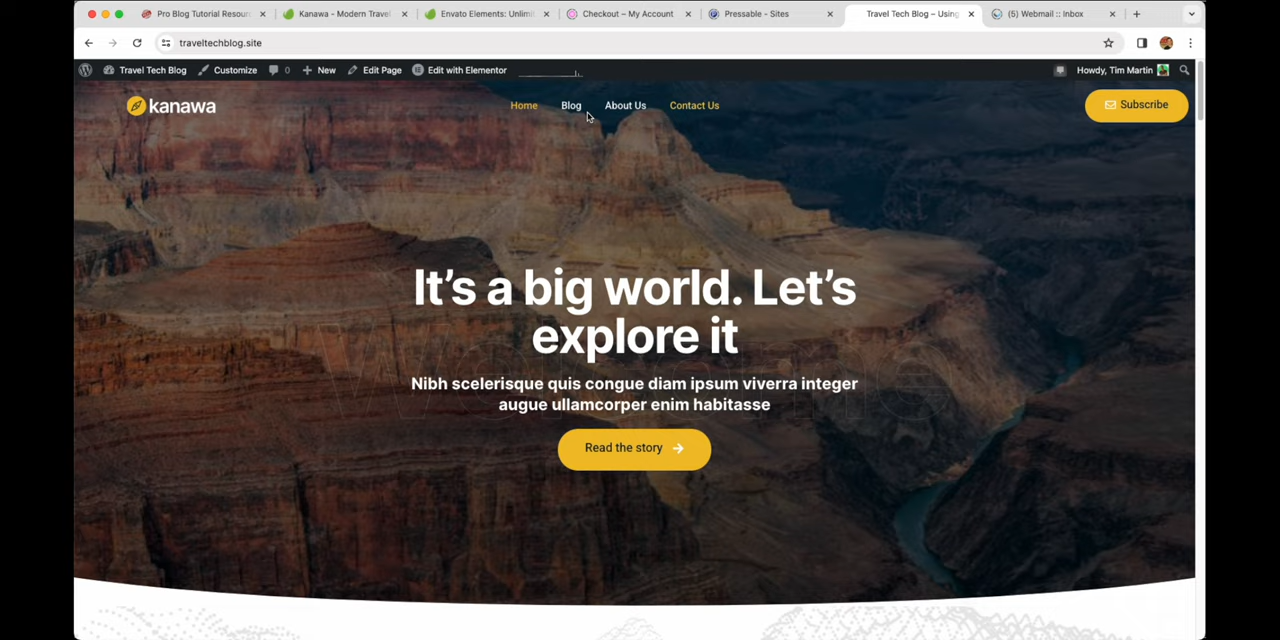 Pro Blog Tutorial Resour
Kanawa - Modern Travel
Envato Elements: Unlimi
Checkout – My Account
Pressable - Sites
Travel Tech Blog – Using
(5) Webmail :: Inbox
traveltechblog.site
Travel Tech Blog
Customize
0
New
Edit Page
Edit with Elementor
Howdy, Tim Martin
kanawa
Home
Blog
About Us
Contact Us
Subscribe
It's a big world. Let's
explore it
Nibh scelerisque quis congue diam ipsum viverra integer
augue ullamcorper enim habitasse
Read the story